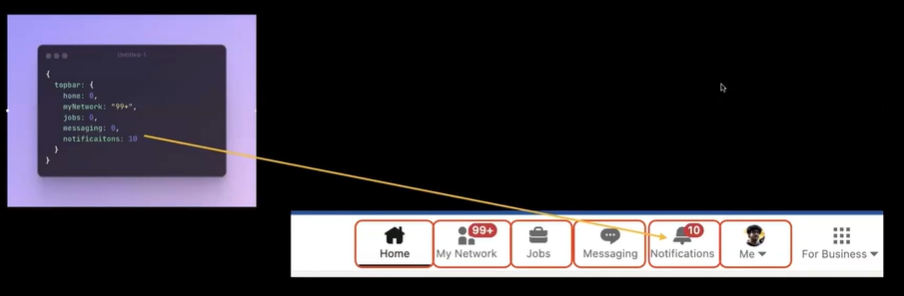 Untitled-1
{
topbar: {
home: 0,
myNetwork: "99+",
jobs: 0,
messaging: 0,
notificaitons: 10
}
}
99+
10
Home
My Network
Jobs
Messaging
Notifications
Me
For Business